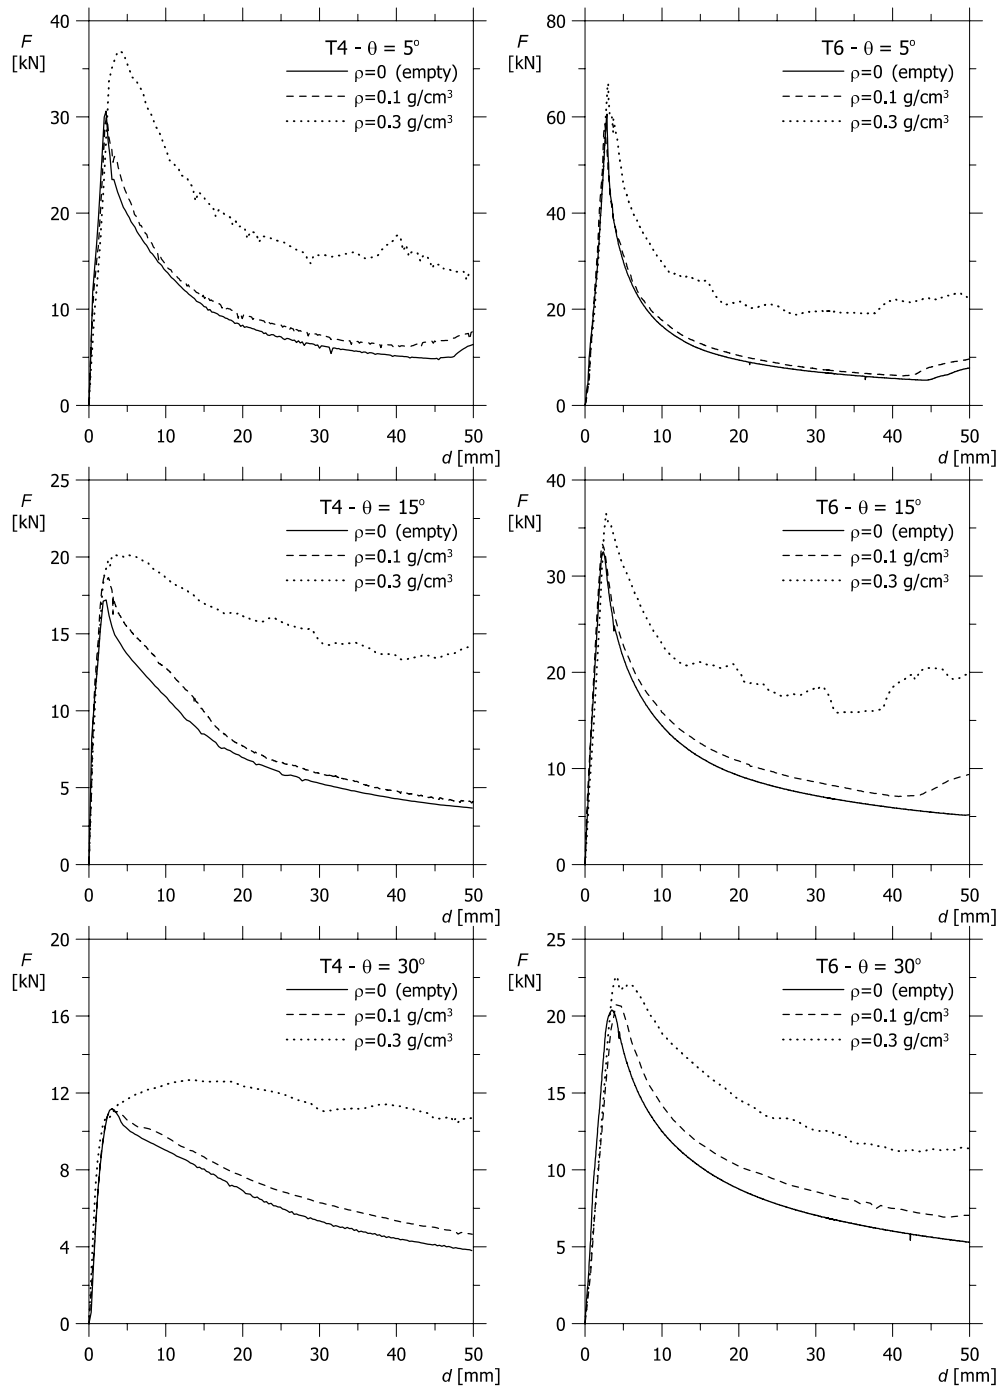 40
F
[kN]
T4 - θ = 5°
ρ=0 (empty)
ρ=0.1 g/cm³
ρ=0.3 g/cm³
30
20
10
0
0 10 20 30 40 50
d [mm]
80
F
[kN]
T6 - θ = 5°
ρ=0 (empty)
ρ=0.1 g/cm³
ρ=0.3 g/cm³
60
40
20
0
0 10 20 30 40 50
d [mm]
25
F
[kN]
T4 - θ = 15°
ρ=0 (empty)
ρ=0.1 g/cm³
ρ=0.3 g/cm³
20
15
10
5
0
0 10 20 30 40 50
d [mm]
40
F
[kN]
T6 - θ = 15°
ρ=0 (empty)
ρ=0.1 g/cm³
ρ=0.3 g/cm³
30
20
10
0
0 10 20 30 40 50
d [mm]
20
F
[kN]
T4 - θ = 30°
ρ=0 (empty)
ρ=0.1 g/cm³
ρ=0.3 g/cm³
16
12
8
4
0
0 10 20 30 40 50
d [mm]
25
F
[kN]
T6 - θ = 30°
ρ=0 (empty)
ρ=0.1 g/cm³
ρ=0.3 g/cm³
20
15
10
5
0
0 10 20 30 40 50
d [mm]